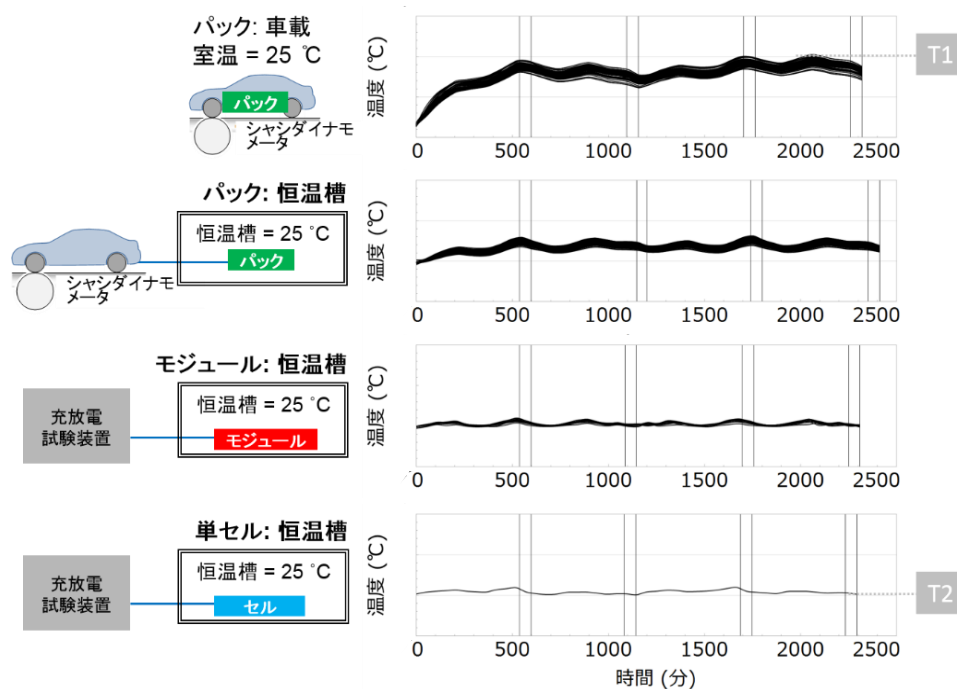 パック: 車載
室温 = 25 ℃
パック
シャシダイナモ
メータ
温度 (℃)
0 500 1000 1500 2000 2500
T1
パック: 恒温槽
恒温槽 = 25 ℃
パック
シャシダイナモ
メータ
温度 (℃)
0 500 1000 1500 2000 2500
モジュール: 恒温槽
充放電
試験装置
恒温槽 = 25 ℃
モジュール
温度 (℃)
0 500 1000 1500 2000 2500
単セル: 恒温槽
充放電
試験装置
恒温槽 = 25 ℃
セル
温度 (℃)
T2
0 500 1000 1500 2000 2500
時間 (分)